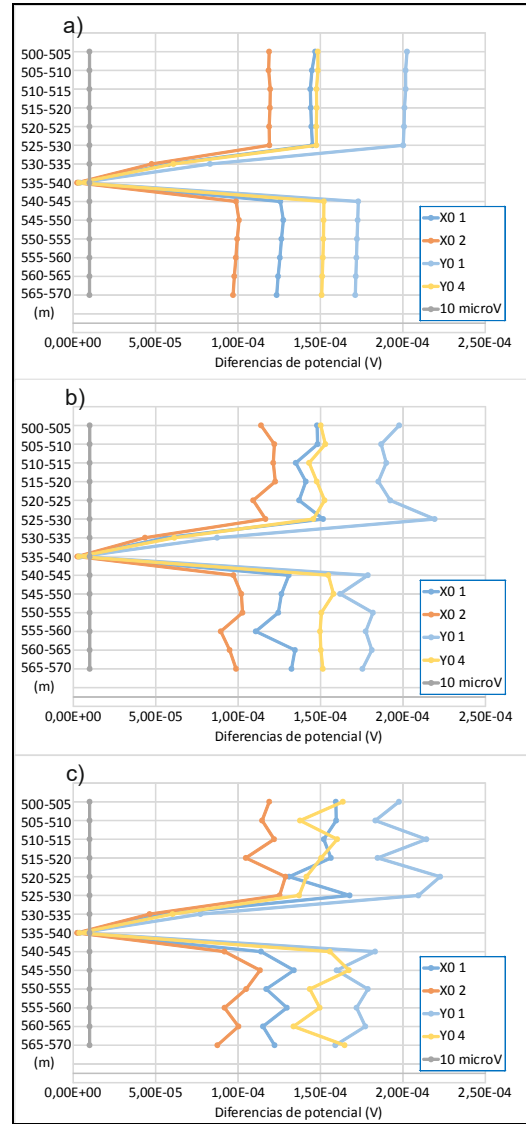 a)
500-505
505-510
510-515
515-520
520-525
525-530
530-535
535-540
540-545
545-550
550-555
555-560
560-565
565-570
(m)
X0 1
X0 2
Y0 1
Y0 4
10 microV
0,00E+00 5,00E-05 1,00E-04 1,50E-04 2,00E-04 2,50E-04
Diferencias de potencial (V)
b)
500-505
505-510
510-515
515-520
520-525
525-530
530-535
535-540
540-545
545-550
550-555
555-560
560-565
565-570
(m)
X0 1
X0 2
Y0 1
Y0 4
10 microV
0,00E+00 5,00E-05 1,00E-04 1,50E-04 2,00E-04 2,50E-04
Diferencias de potencial (V)
c)
500-505
505-510
510-515
515-520
520-525
525-530
530-535
535-540
540-545
545-550
550-555
555-560
560-565
565-570
(m)
X0 1
X0 2
Y0 1
Y0 4
10 microV
0,00E+00 5,00E-05 1,00E-04 1,50E-04 2,00E-04 2,50E-04
Diferencias de potencial (V)